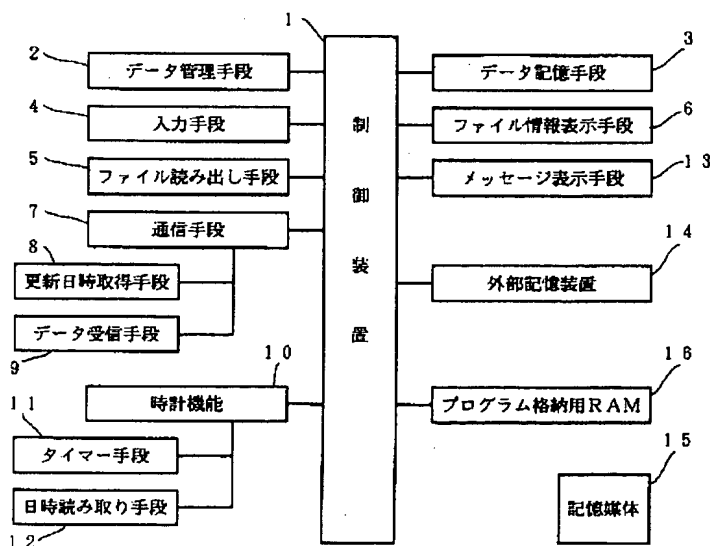 1
制御装置
2
データ管理手段
4
入力手段
5
ファイル読み出し手段
7
通信手段
8
更新日時取得手段
データ受信手段
9
10
時計機能
11
タイマー手段
日時読み取り手段
12
3
データ記憶手段
6
ファイル情報表示手段
13
メッセージ表示手段
14
外部記憶装置
16
プログラム格納用RAM
15
記憶媒体